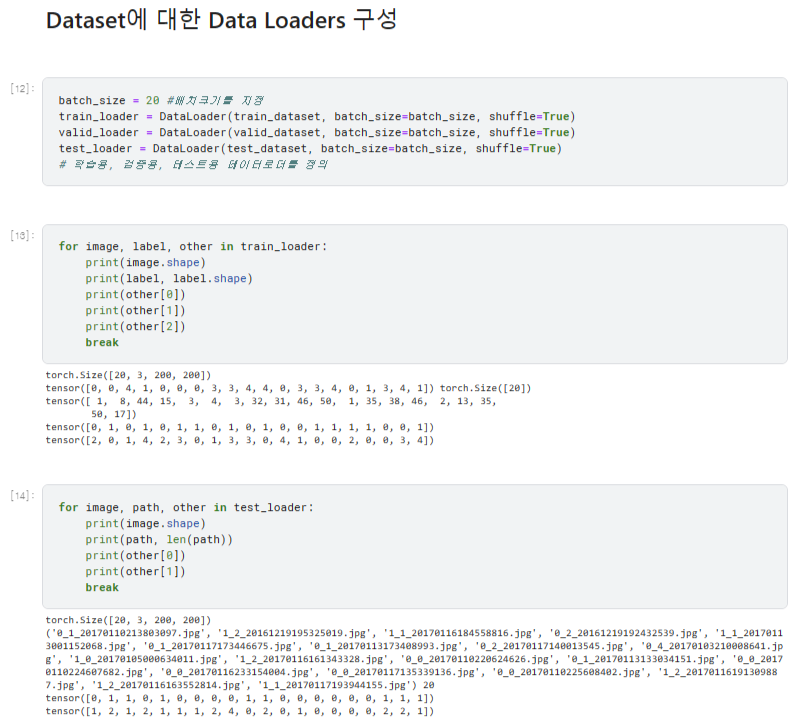 Dataset에 대한 Data Loaders 구성
[12]:
batch_size = 20 #배치크기를 지정
train_loader = DataLoader(train_dataset, batch_size=batch_size, shuffle=True)
valid_loader = DataLoader(valid_dataset, batch_size=batch_size, shuffle=True)
test_loader = DataLoader(test_dataset, batch_size=batch_size, shuffle=True)
# 학습용, 검증용, 테스트용 데이터로더를 정의
[13]:
for image, label, other in train_loader:
    print(image.shape)
    print(label, label.shape)
    print(other[0])
    print(other[1])
    print(other[2])
    break
torch.Size([20, 3, 200, 200])
tensor([0, 0, 4, 1, 0, 0, 0, 3, 3, 4, 4, 0, 3, 3, 4, 0, 1, 3, 4, 1]) torch.Size([20])
tensor([ 1,  8, 44, 15,  3,  4,  3, 32, 31, 46, 50,  1, 35, 38, 46,  2, 13, 35,
        50, 17])
tensor([0, 1, 0, 1, 0, 1, 1, 0, 1, 0, 1, 0, 0, 1, 1, 1, 1, 0, 0, 1])
tensor([2, 0, 1, 4, 2, 3, 0, 1, 3, 3, 0, 4, 1, 0, 0, 2, 0, 0, 3, 4])
[14]:
for image, path, other in test_loader:
    print(image.shape)
    print(path, len(path))
    print(other[0])
    print(other[1])
    break
torch.Size([20, 3, 200, 200])
('0_1_20170110213803097.jpg', '1_2_20161219195325019.jpg', '1_1_20170116184558816.jpg', '0_2_20161219192432539.jpg', '1_1_2017011
3001152068.jpg', '0_1_20170117173446675.jpg', '0_1_20170113173408993.jpg', '0_2_20170117140013545.jpg', '0_4_20170103210008641.jp
g', '1_0_20170105000634011.jpg', '1_2_20170116161343328.jpg', '0_0_20170110220624626.jpg', '0_1_20170113133034151.jpg', '0_0_2017
0110224607682.jpg', '0_0_20170116233154004.jpg', '0_0_20170117135339136.jpg', '0_0_20170110225608402.jpg', '1_2_2017011619130988
7.jpg', '1_2_20170116163552814.jpg', '1_1_20170117193944155.jpg') 20
tensor([0, 1, 1, 0, 1, 0, 0, 0, 0, 1, 1, 0, 0, 0, 0, 0, 0, 1, 1, 1])
tensor([1, 2, 1, 2, 1, 1, 1, 2, 4, 0, 2, 0, 1, 0, 0, 0, 0, 2, 2, 1])